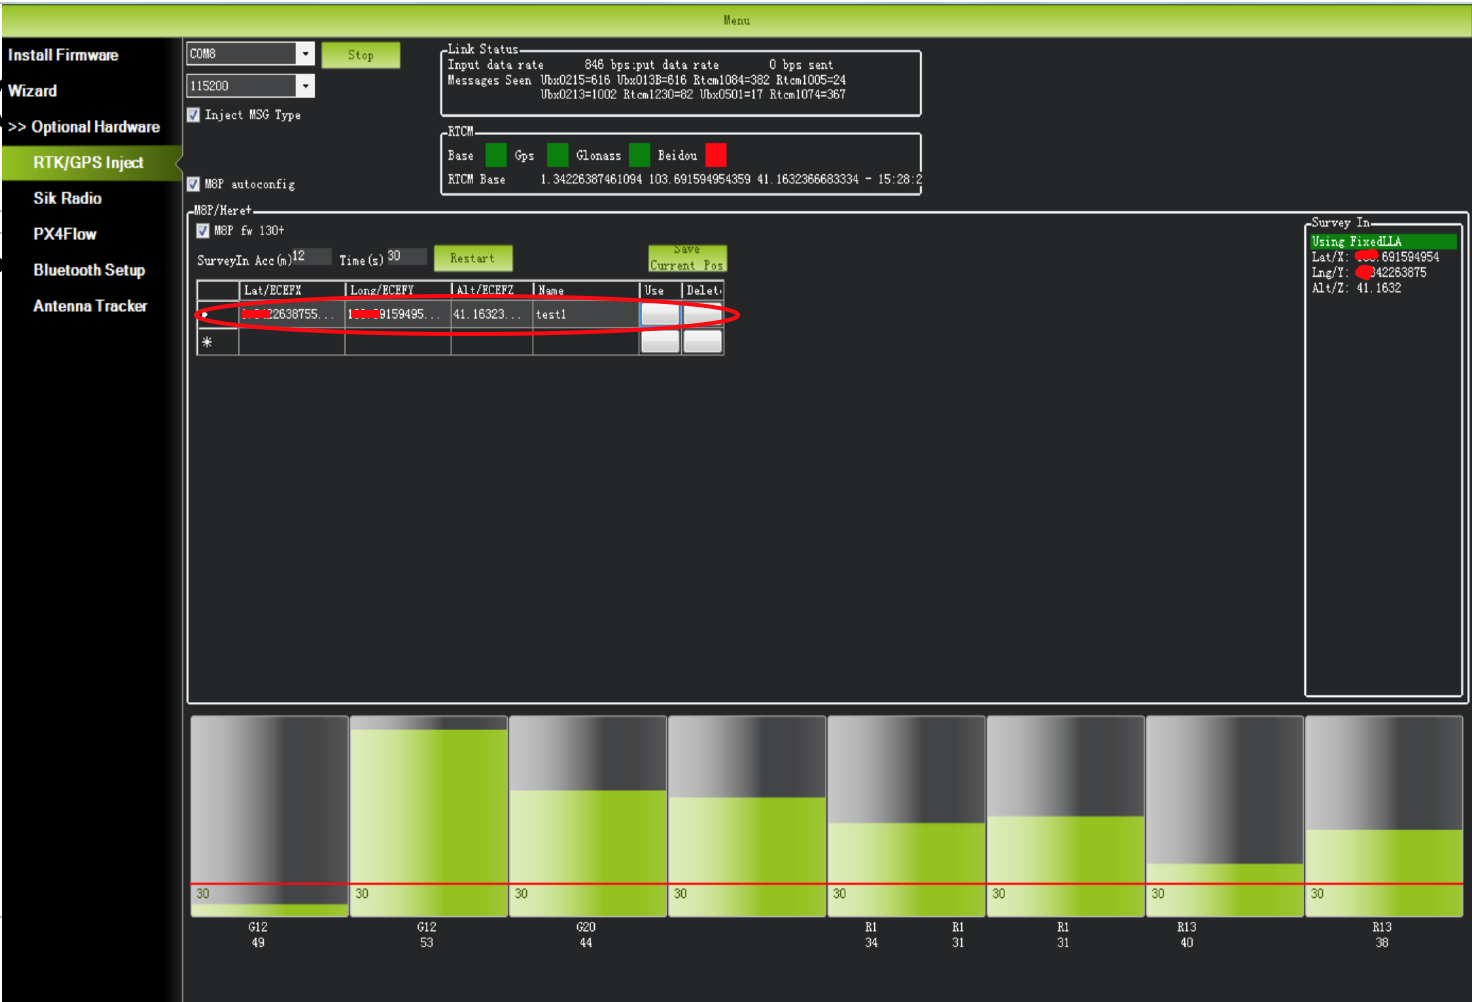 Menu
Install Firmware
Wizard
>> Optional Hardware
RTK/GPS Inject
Sik Radio
PX4Flow
Bluetooth Setup
Antenna Tracker
COM8
Stop
115200
Inject MSG Type
M8P autoconfig
Link Status
Input data rate 846 bps:put data rate 0 bps sent
Messages Seen Ubx0215=616 Ubx013B=616 Rtcm1084=382 Rtcm1005=24
Ubx0213=1002 Rtcm1230=82 Ubx0501=17 Rtcm1074=367
RTCM
Base Gps Glonass Beidou
RTCM Base 1.34226387461094 103.691594954359 41.1632366683334 - 15:28:2
M8P/Here+
M8P fw 130+
SurveyIn Acc(m) 12 Time(s) 30 Restart
Save
Current Pos
Lat/ECEFX Long/ECEFY Alt/ECEFZ Name Use Delet
22638755... 9159495... 41.16323... test1
*
Survey In
Using FixedLLA
Lat/X: .691594954
Lng/Y: 342263875
Alt/Z: 41.1632
30 30 30 30 30 30 30 30
G12 G12 G20 R1 R1 R1 R13 R13
49 53 44 34 31 31 40 38